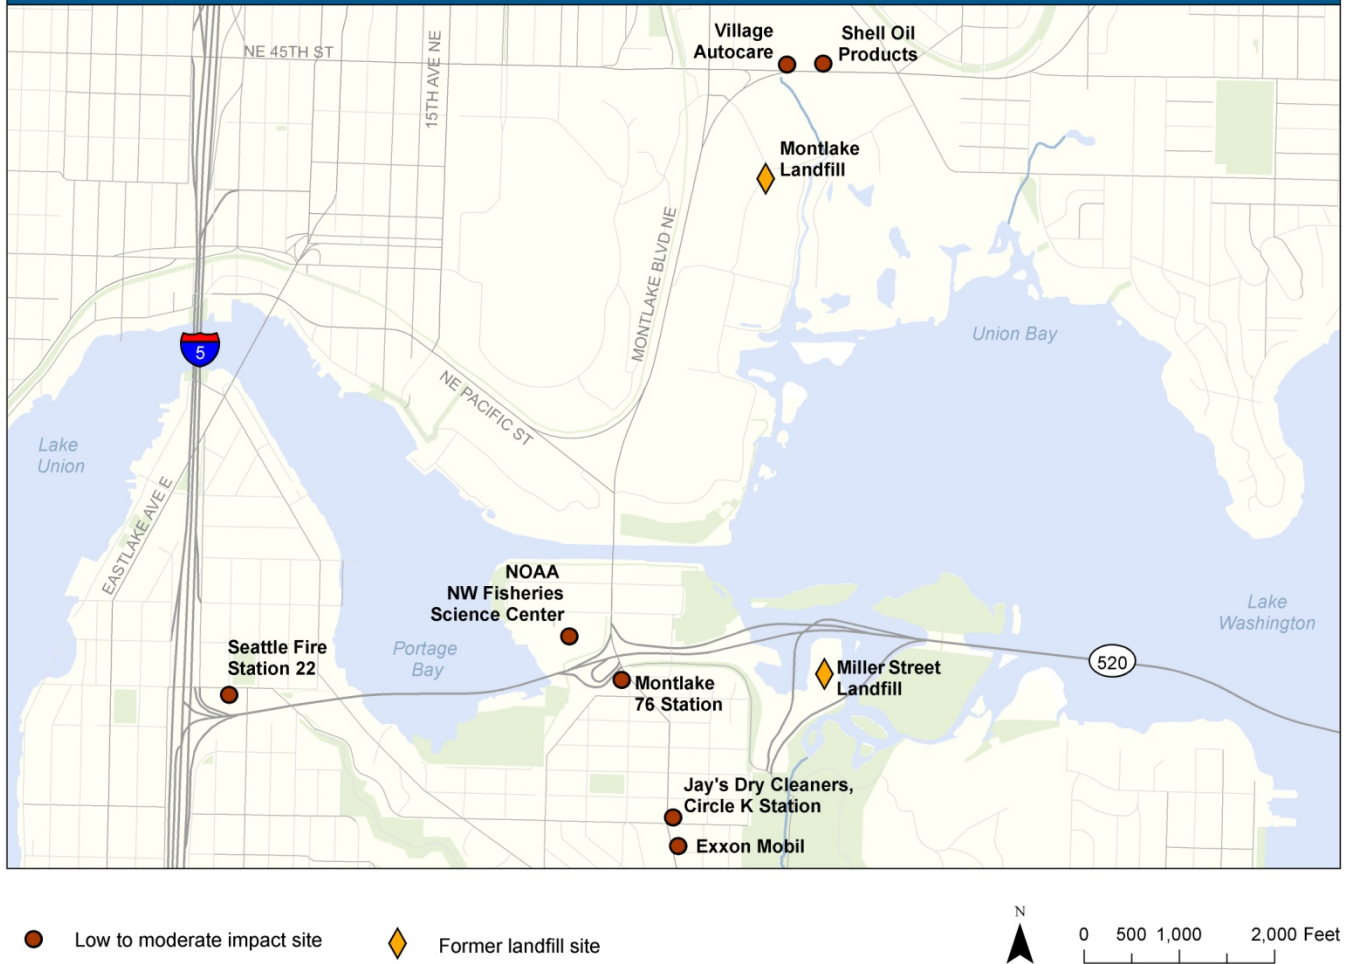 NE 45TH ST
15TH AVE NE
Village
Autocare
Shell Oil
Products
Montlake
Landfill
MONTLAKE BLVD NE
Union Bay
5
NE PACIFIC ST
Lake
Union
EASTLAKE AVE E
NOAA
NW Fisheries
Science Center
Lake
Washington
Seattle Fire
Station 22
Portage
Bay
520
Miller Street
Landfill
Montlake
76 Station
Jay's Dry Cleaners,
Circle K Station
Exxon Mobil
Low to moderate impact site
Former landfill site
N
0 500 1,000 2,000 Feet